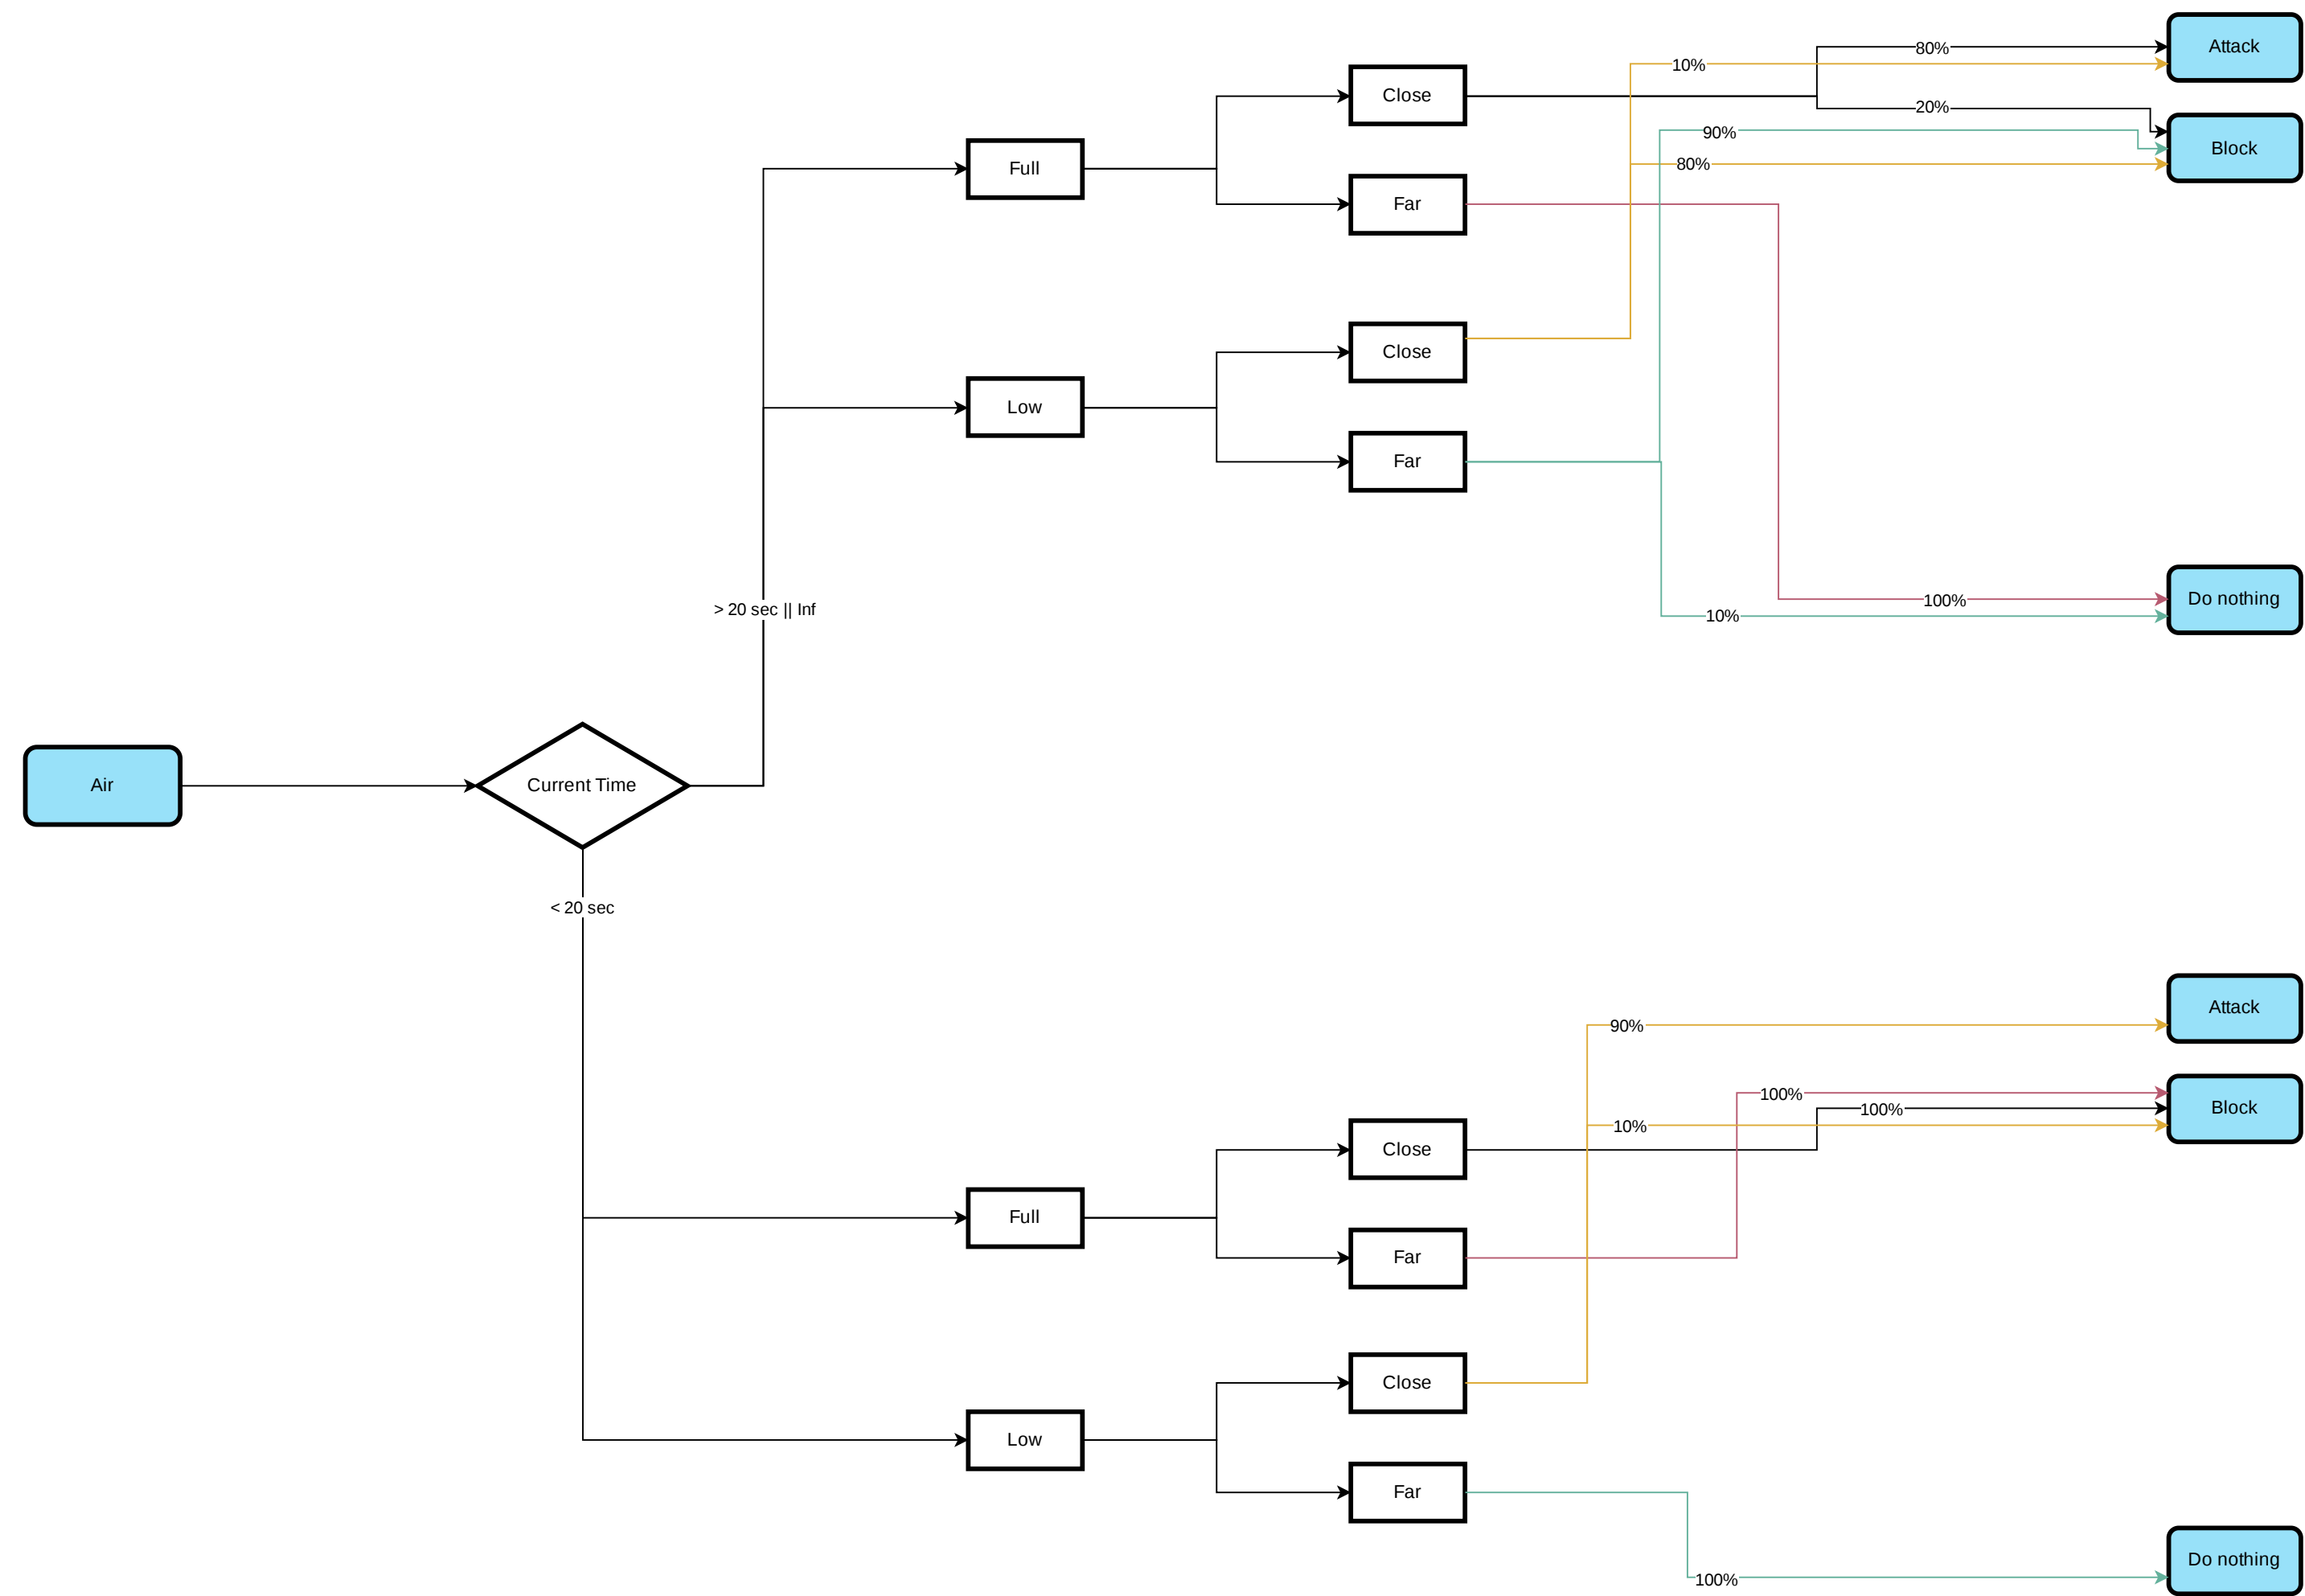 Attack
80%
10%
Close
20%
90%
Block
Full
80%
Far
Close
Low
Far
Do nothing
100%
> 20 sec || Inf
10%
Air
Current Time
< 20 sec
Attack
90%
100%
Block
100%
10%
Close
Full
Far
Close
Low
Far
Do nothing
100%